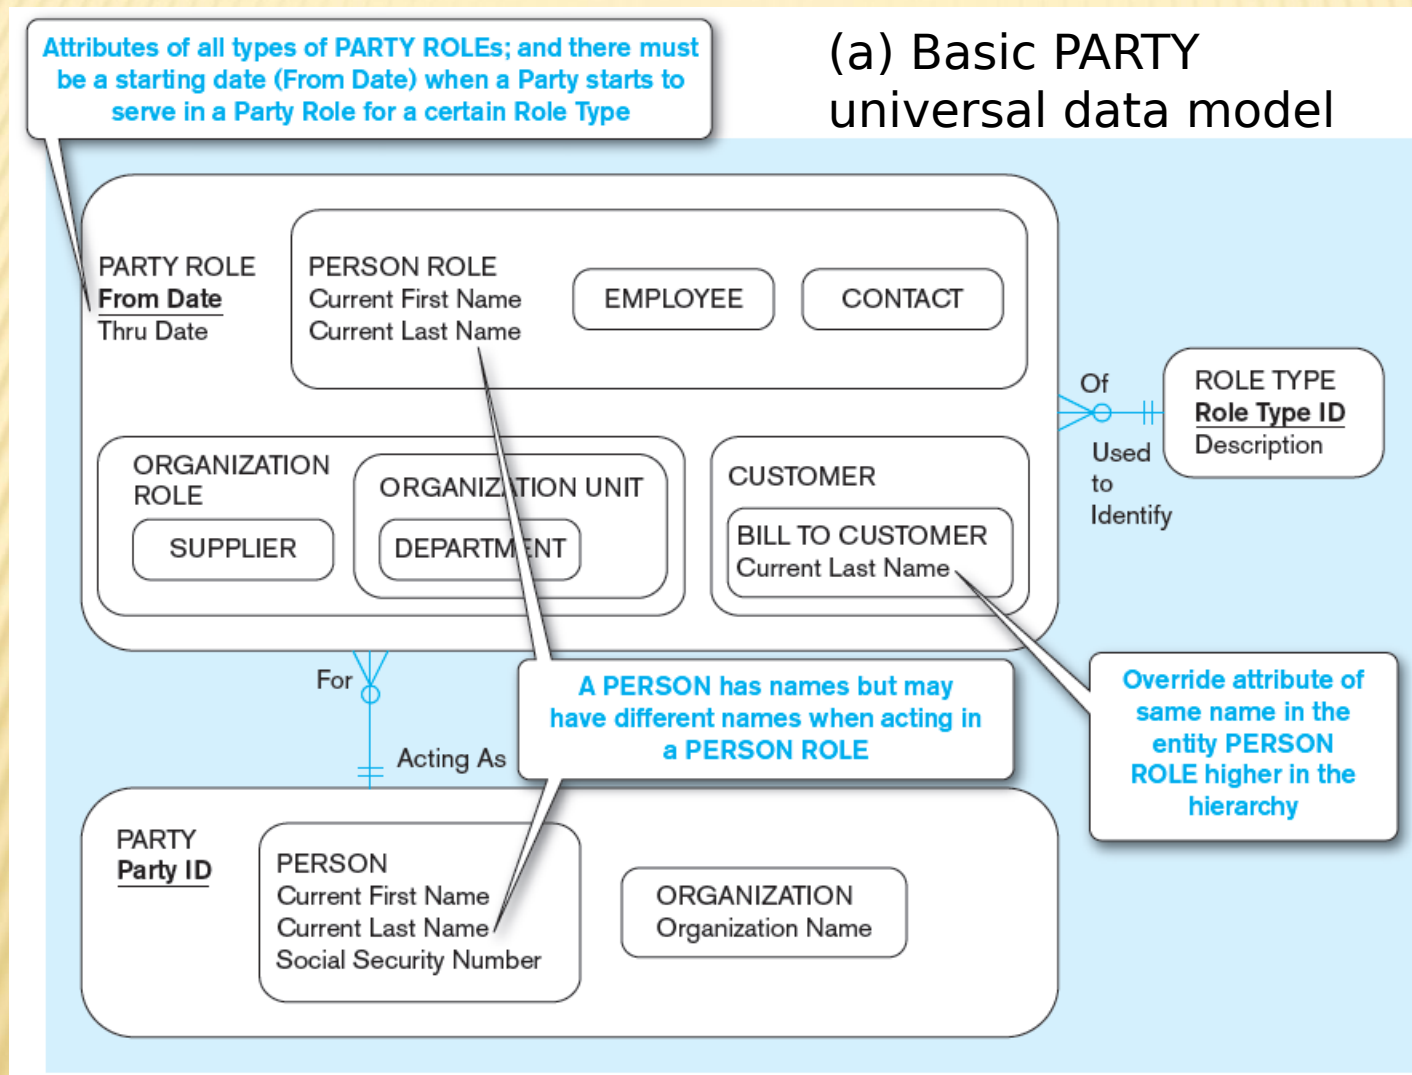 Attributes of all types of PARTY ROLEs; and there must
be a starting date (From Date) when a Party starts to
serve in a Party Role for a certain Role Type
(a) Basic PARTY
universal data model
PARTY ROLE
From Date
Thru Date
PERSON ROLE
Current First Name
Current Last Name
EMPLOYEE
CONTACT
Of
Used
to
Identify
ROLE TYPE
Role Type ID
Description
ORGANIZATION
ROLE
SUPPLIER
ORGANIZATION UNIT
DEPARTMENT
CUSTOMER
BILL TO CUSTOMER
Current Last Name
For
Acting As
A PERSON has names but may
have different names when acting in
a PERSON ROLE
Override attribute of
same name in the
entity PERSON
ROLE higher in the
hierarchy
PARTY
Party ID
PERSON
Current First Name
Current Last Name
Social Security Number
ORGANIZATION
Organization Name